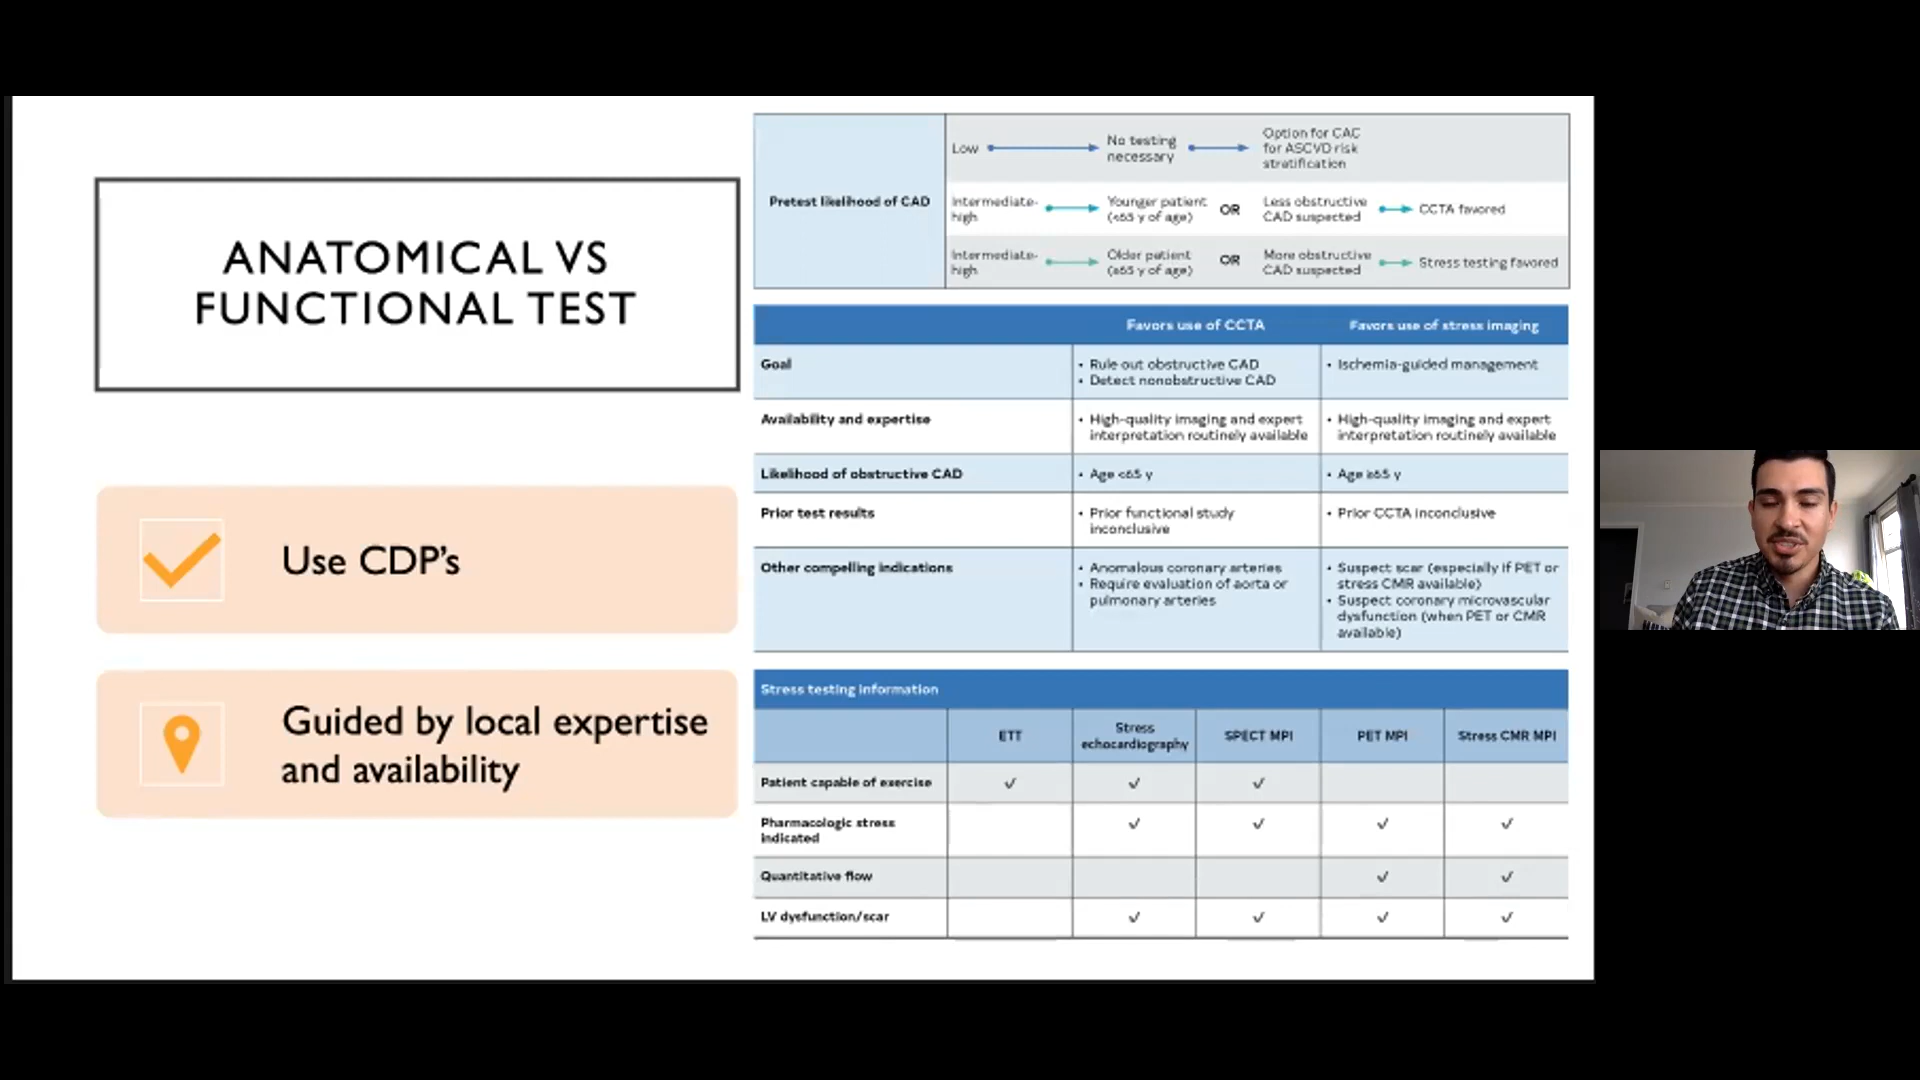 ANATOMICAL VS
FUNCTIONAL TEST
Use CDP's
Guided by local expertise
and availability
Pretest likelihood of CAD
Low
No testing
necessary
Option for CAC
for ASCVD risk
stratification
Intermediate-
high
Younger patient
(<65 y of age)
OR
Less obstructive
CAD suspected
CCTA favored
Intermediate-
high
Older patient
(≥65 y of age)
OR
More obstructive
CAD suspected
Stress testing favored
Favors use of CCTA
Favors use of stress imaging
Goal
• Rule out obstructive CAD
• Detect nonobstructive CAD
• Ischemia-guided management
Availability and expertise
• High-quality imaging and expert
interpretation routinely available
• High-quality imaging and expert
interpretation routinely available
Likelihood of obstructive CAD
• Age <65 y
• Age ≥65 y
Prior test results
• Prior functional study
inconclusive
• Prior CCTA inconclusive
Other compelling indications
• Anomalous coronary arteries
• Require evaluation of aorta or
pulmonary arteries
• Suspect scar (especially if PET or
stress CMR available)
• Suspect coronary microvascular
dysfunction (when PET or CMR
available)
Stress testing information
ETT
Stress
echocardiography
SPECT MPI
PET MPI
Stress CMR MPI
Patient capable of exercise ✓ ✓ ✓
Pharmacologic stress
indicated
✓ ✓ ✓ ✓
Quantitative flow ✓ ✓
LV dysfunction/scar ✓ ✓ ✓ ✓